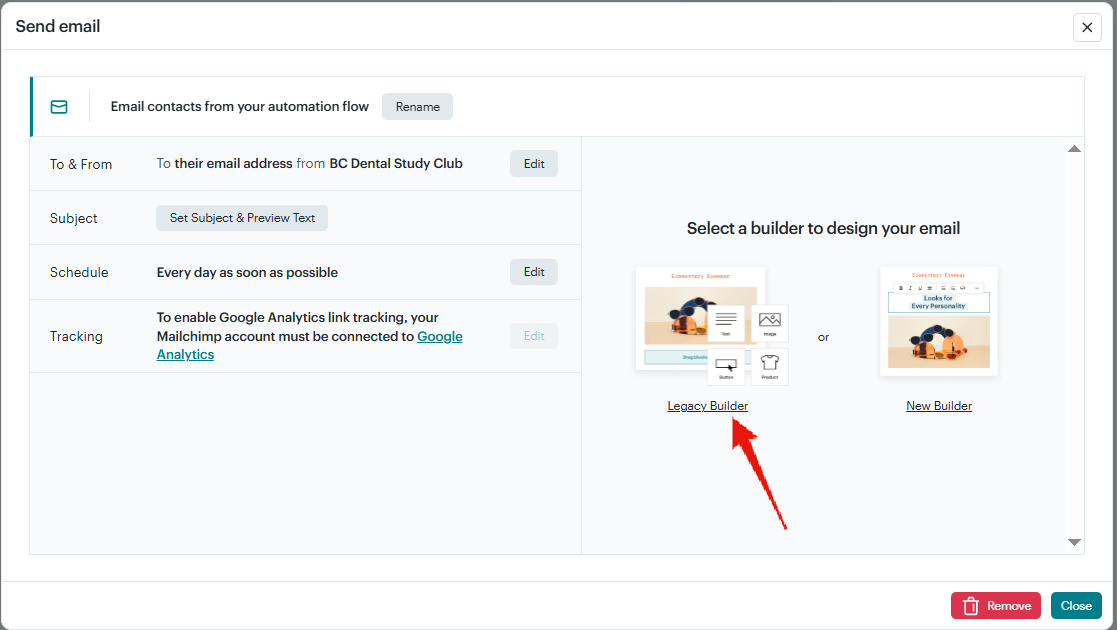 Send email
Email contacts from your automation flow
Rename
To & From
To their email address from BC Dental Study Club
Edit
Subject
Set Subject & Preview Text
Schedule
Every day as soon as possible
Edit
Tracking
To enable Google Analytics link tracking, your
Mailchimp account must be connected to Google
Analytics
Edit
Select a builder to design your email
Elementary Eyewear
Text
Image
Button
Product
Legacy Builder
or
Elementary Eyewear
B I U
Looks for
Every Personality
New Builder
Remove
Close